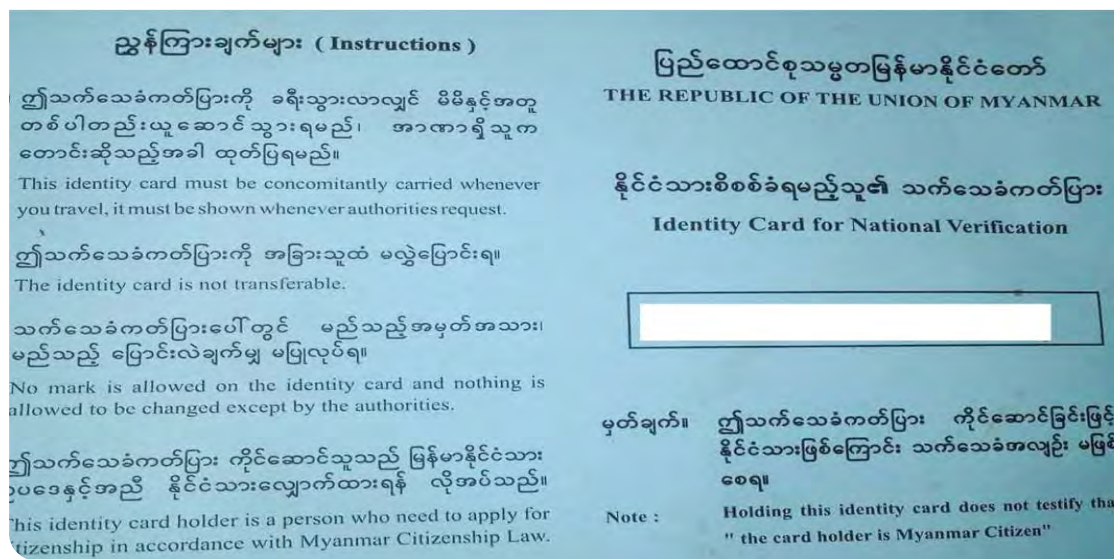 ညွှန်ကြားချက်များ ( Instructions )
ဤသက်သေခံကတ်ပြားကို ခရီးသွားလာလျှင် မိမိနှင့်အတူ
တစ်ပါတည်းယူဆောင်သွားရမည်၊ အာဏာရှိသူက
တောင်းဆိုသည့်အခါ ထုတ်ပြရမည်။
This identity card must be concomitantly carried whenever
you travel, it must be shown whenever authorities request.
ဤသက်သေခံကတ်ပြားကို အခြားသူထံ မလွှဲပြောင်းရ။
The identity card is not transferable.
သက်သေခံကတ်ပြားပေါ်တွင် မည်သည့်အမှတ်အသား၊
မည်သည့် ပြောင်းလဲချက်မျှ မပြုလုပ်ရ။
No mark is allowed on the identity card and nothing is
allowed to be changed except by the authorities.
ဤသက်သေခံကတ်ပြား ကိုင်ဆောင်သူသည် မြန်မာနိုင်ငံသား
ဥပဒေနှင့်အညီ နိုင်ငံသားလျှောက်ထားရန် လိုအပ်သည်။
This identity card holder is a person who need to apply for
citizenship in accordance with Myanmar Citizenship Law.
ပြည်ထောင်စုသမ္မတမြန်မာနိုင်ငံတော်
THE REPUBLIC OF THE UNION OF MYANMAR
နိုင်ငံသားစိစစ်ခံရမည့်သူ၏ သက်သေခံကတ်ပြား
Identity Card for National Verification
မှတ်ချက်။ ဤသက်သေခံကတ်ပြား ကိုင်ဆောင်ခြင်းဖြင့်
နိုင်ငံသားဖြစ်ကြောင်း သက်သေခံအလျဉ်း မဖြစ်
စေရ။
Note : Holding this identity card does not testify that
" the card holder is Myanmar Citizen"